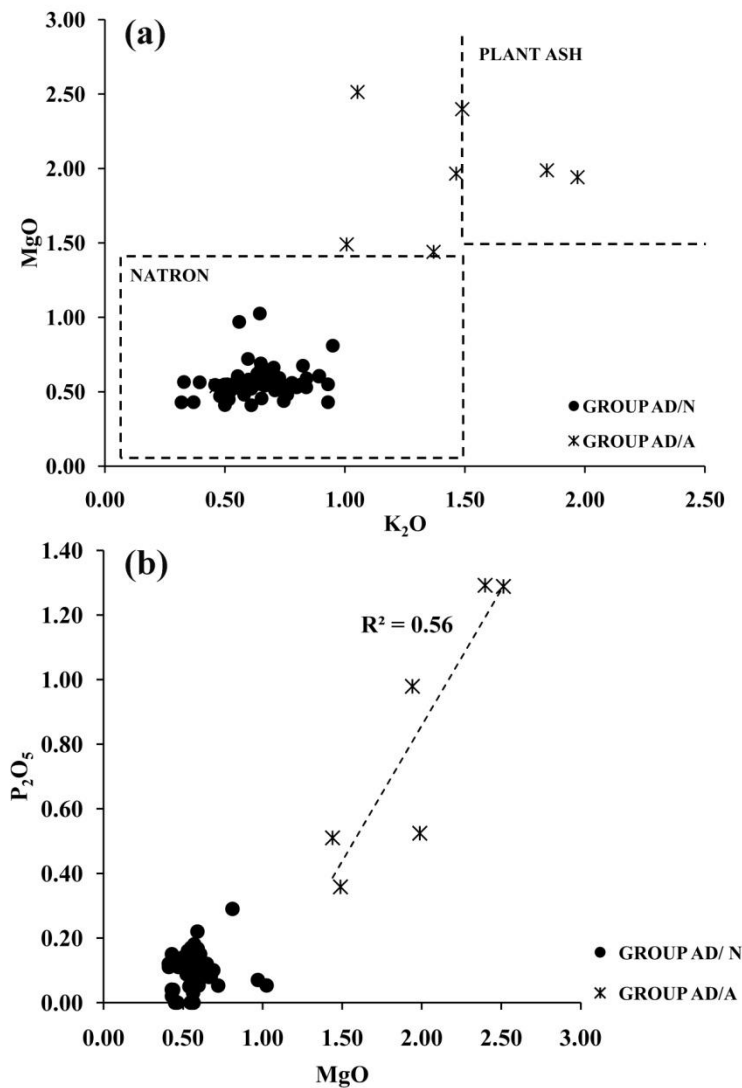 (a)
3.00
PLANT ASH
2.50
2.00
MgO
1.50
NATRON
1.00
0.50
GROUP AD/N
GROUP AD/A
0.00
0.00 0.50 1.00 1.50 2.00 2.50
K₂O
(b)
1.40
1.20
R² = 0.56
1.00
P₂O₅
0.80
0.60
0.40
0.20
GROUP AD/ N
GROUP AD/A
0.00
0.00 0.50 1.00 1.50 2.00 2.50 3.00
MgO